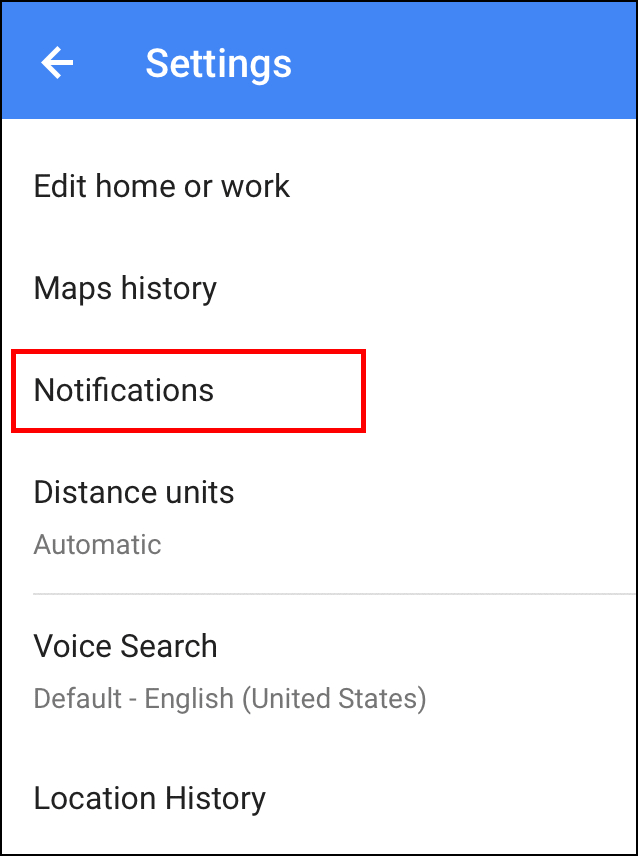 Settings
Edit home or work
Maps history
Notifications
Distance units
Automatic
Voice Search
Default - English (United States)
Location History